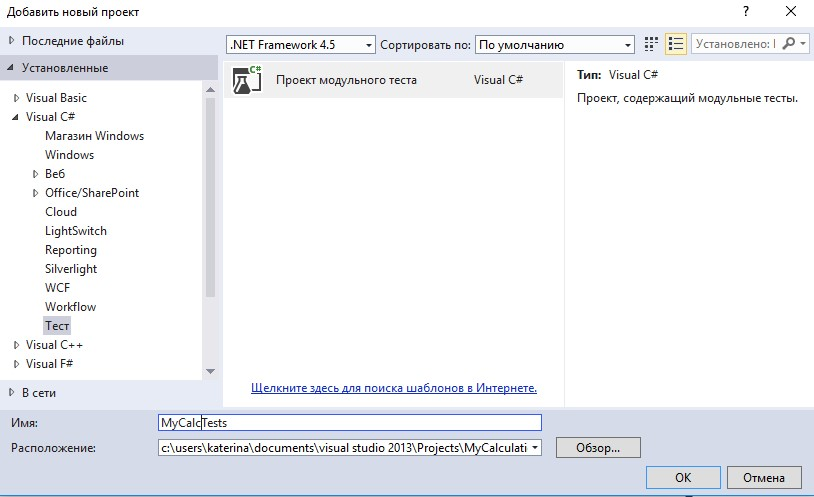 Добавить новый проект
?
Последние файлы
.NET Framework 4.5
Сортировать по:
По умолчанию
Установлено: I
Установленные
Visual Basic
Visual C#
Магазин Windows
Windows
Веб
Office/SharePoint
Cloud
LightSwitch
Reporting
Silverlight
WCF
Workflow
Тест
Visual C++
Visual F#
В сети
C#
Проект модульного теста Visual C#
Тип: Visual C#
Проект, содержащий модульные тесты.
Щелкните здесь для поиска шаблонов в Интернете.
Имя: MyCalcTests
Расположение: c:\users\katerina\documents\visual studio 2013\Projects\MyCalculati
Обзор...
ОК
Отмена